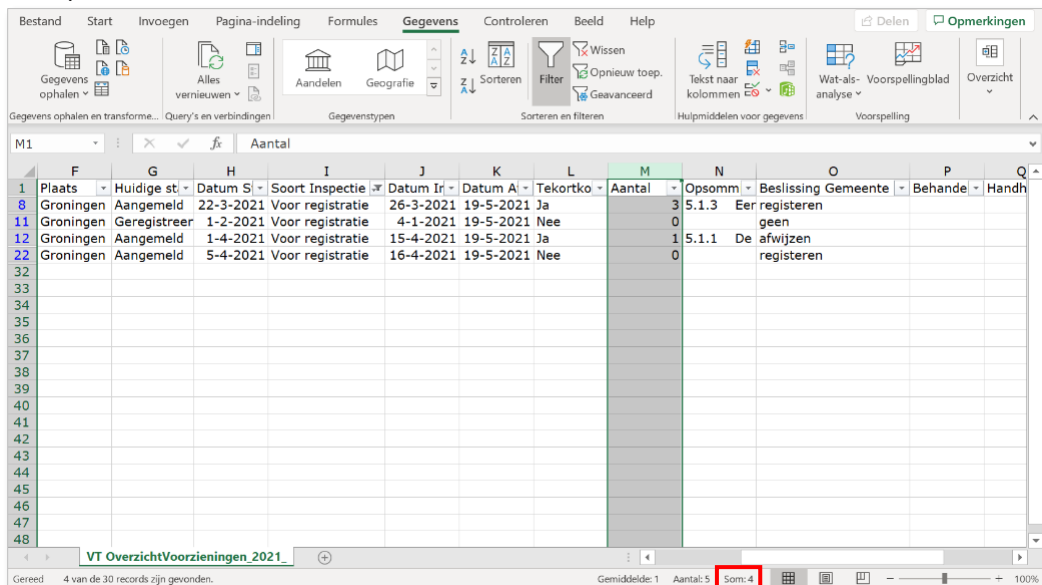 Bestand Start Invoegen Pagina-indeling Formules Gegevens Controleren Beeld Help Delen Opmerkingen
Gegevens ophalen
Alles vernieuwen
Aandelen Geografie
Sorteren
Filter
Wissen
Opnieuw toep.
Geavanceerd
Tekst naar kolommen
Wat-als-analyse
Voorspellingblad
Overzicht
Gegevens ophalen en transforme... Query's en verbindingen Gegevenstypen Sorteren en filteren Hulpmiddelen voor gegevens Voorspelling
M1 fx Aantal
F G H I J K L M N O P Q
1 Plaats Huidige st Datum S Soort Inspectie Datum Ir Datum A Tekortko Aantal Opsomm Beslissing Gemeente Behande Handh
8 Groningen Aangemeld 22-3-2021 Voor registratie 26-3-2021 19-5-2021 Ja 3 5.1.3 Eer registeren
11 Groningen Geregistreer 1-2-2021 Voor registratie 4-1-2021 19-5-2021 Nee 0 geen
12 Groningen Aangemeld 1-4-2021 Voor registratie 15-4-2021 19-5-2021 Ja 1 5.1.1 De afwijzen
22 Groningen Aangemeld 5-4-2021 Voor registratie 16-4-2021 19-5-2021 Nee 0 registeren
32
33
34
35
36
37
38
39
40
41
42
43
44
45
46
47
48
VT OverzichtVoorzieningen_2021_
Gereed 4 van de 30 records zijn gevonden. Gemiddelde: 1 Aantal: 5 Som: 4 100%